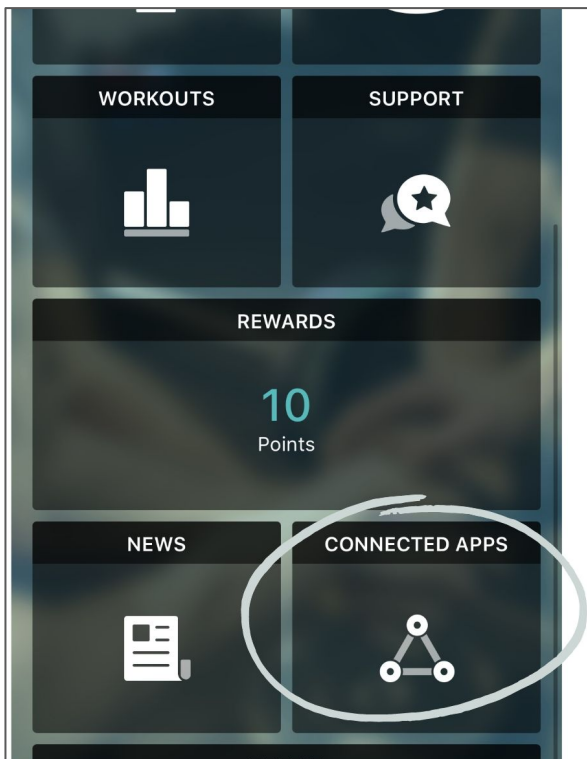 WORKOUTS
SUPPORT
REWARDS
10
Points
NEWS
CONNECTED APPS